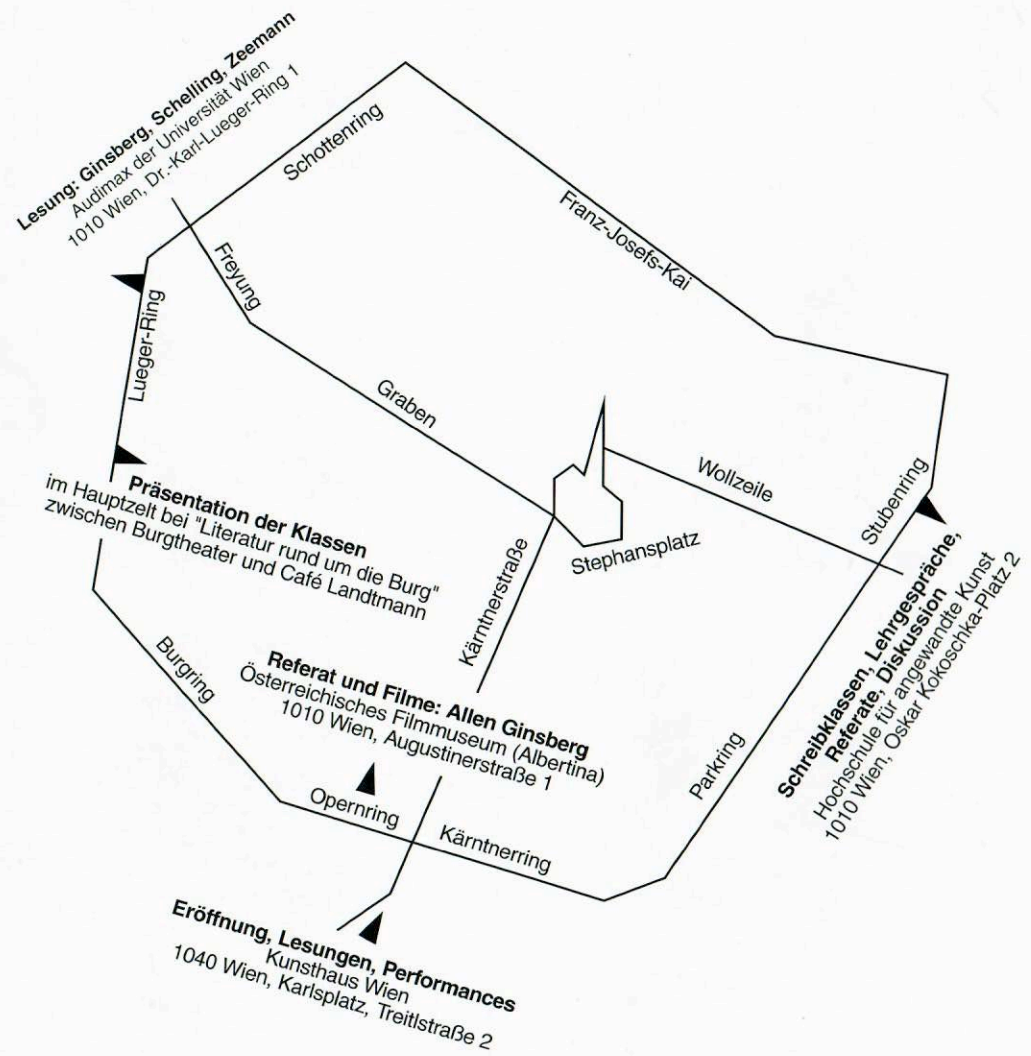 Lesung: Ginsberg, Schelling, Zeemann
Audimax der Universität Wien
1010 Wien, Dr.-Karl-Lueger-Ring 1
Schottenring
Franz-Josefs-Kai
Freyung
Lueger-Ring
Graben
Wollzeile
Stubenring
Stephansplatz
Kärntnerstraße
Präsentation der Klassen
im Hauptzelt bei "Literatur rund um die Burg"
zwischen Burgtheater und Café Landtmann
Schreibklassen, Lehrgespräche,
Referate, Diskussion
Hochschule für angewandte Kunst
1010 Wien, Oskar Kokoschka-Platz 2
Burgring
Referat und Filme: Allen Ginsberg
Österreichisches Filmmuseum (Albertina)
1010 Wien, Augustinerstraße 1
Parkring
Opernring
Kärntnerring
Eröffnung, Lesungen, Performances
Kunsthaus Wien
1040 Wien, Karlsplatz, Treitlstraße 2